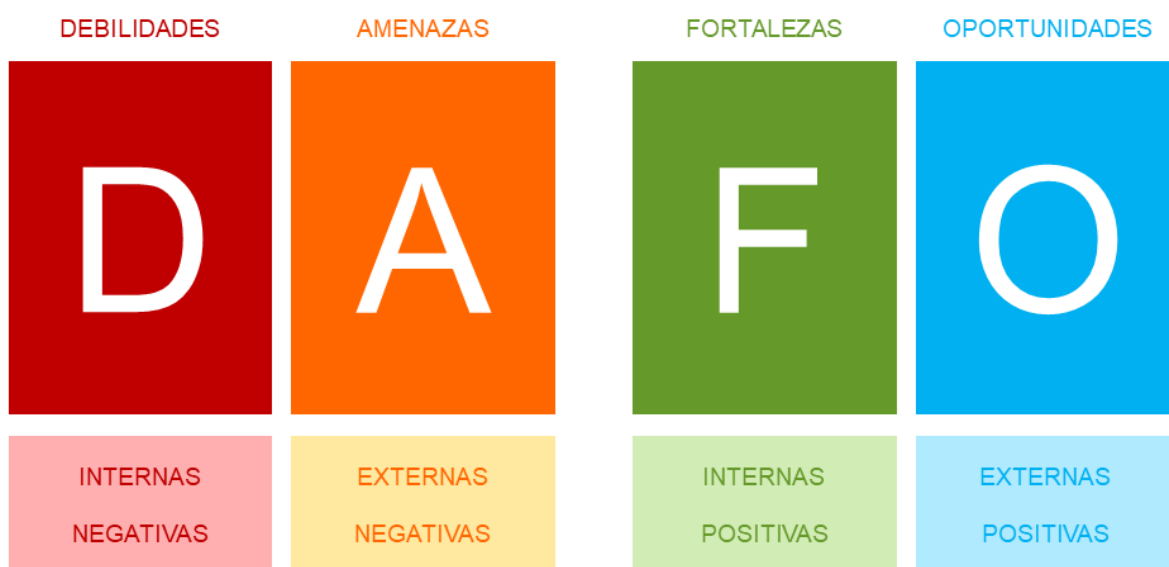 DEBILIDADES
AMENAZAS
FORTALEZAS
OPORTUNIDADES
D
A
F
O
INTERNAS
NEGATIVAS
EXTERNAS
NEGATIVAS
INTERNAS
POSITIVAS
EXTERNAS
POSITIVAS